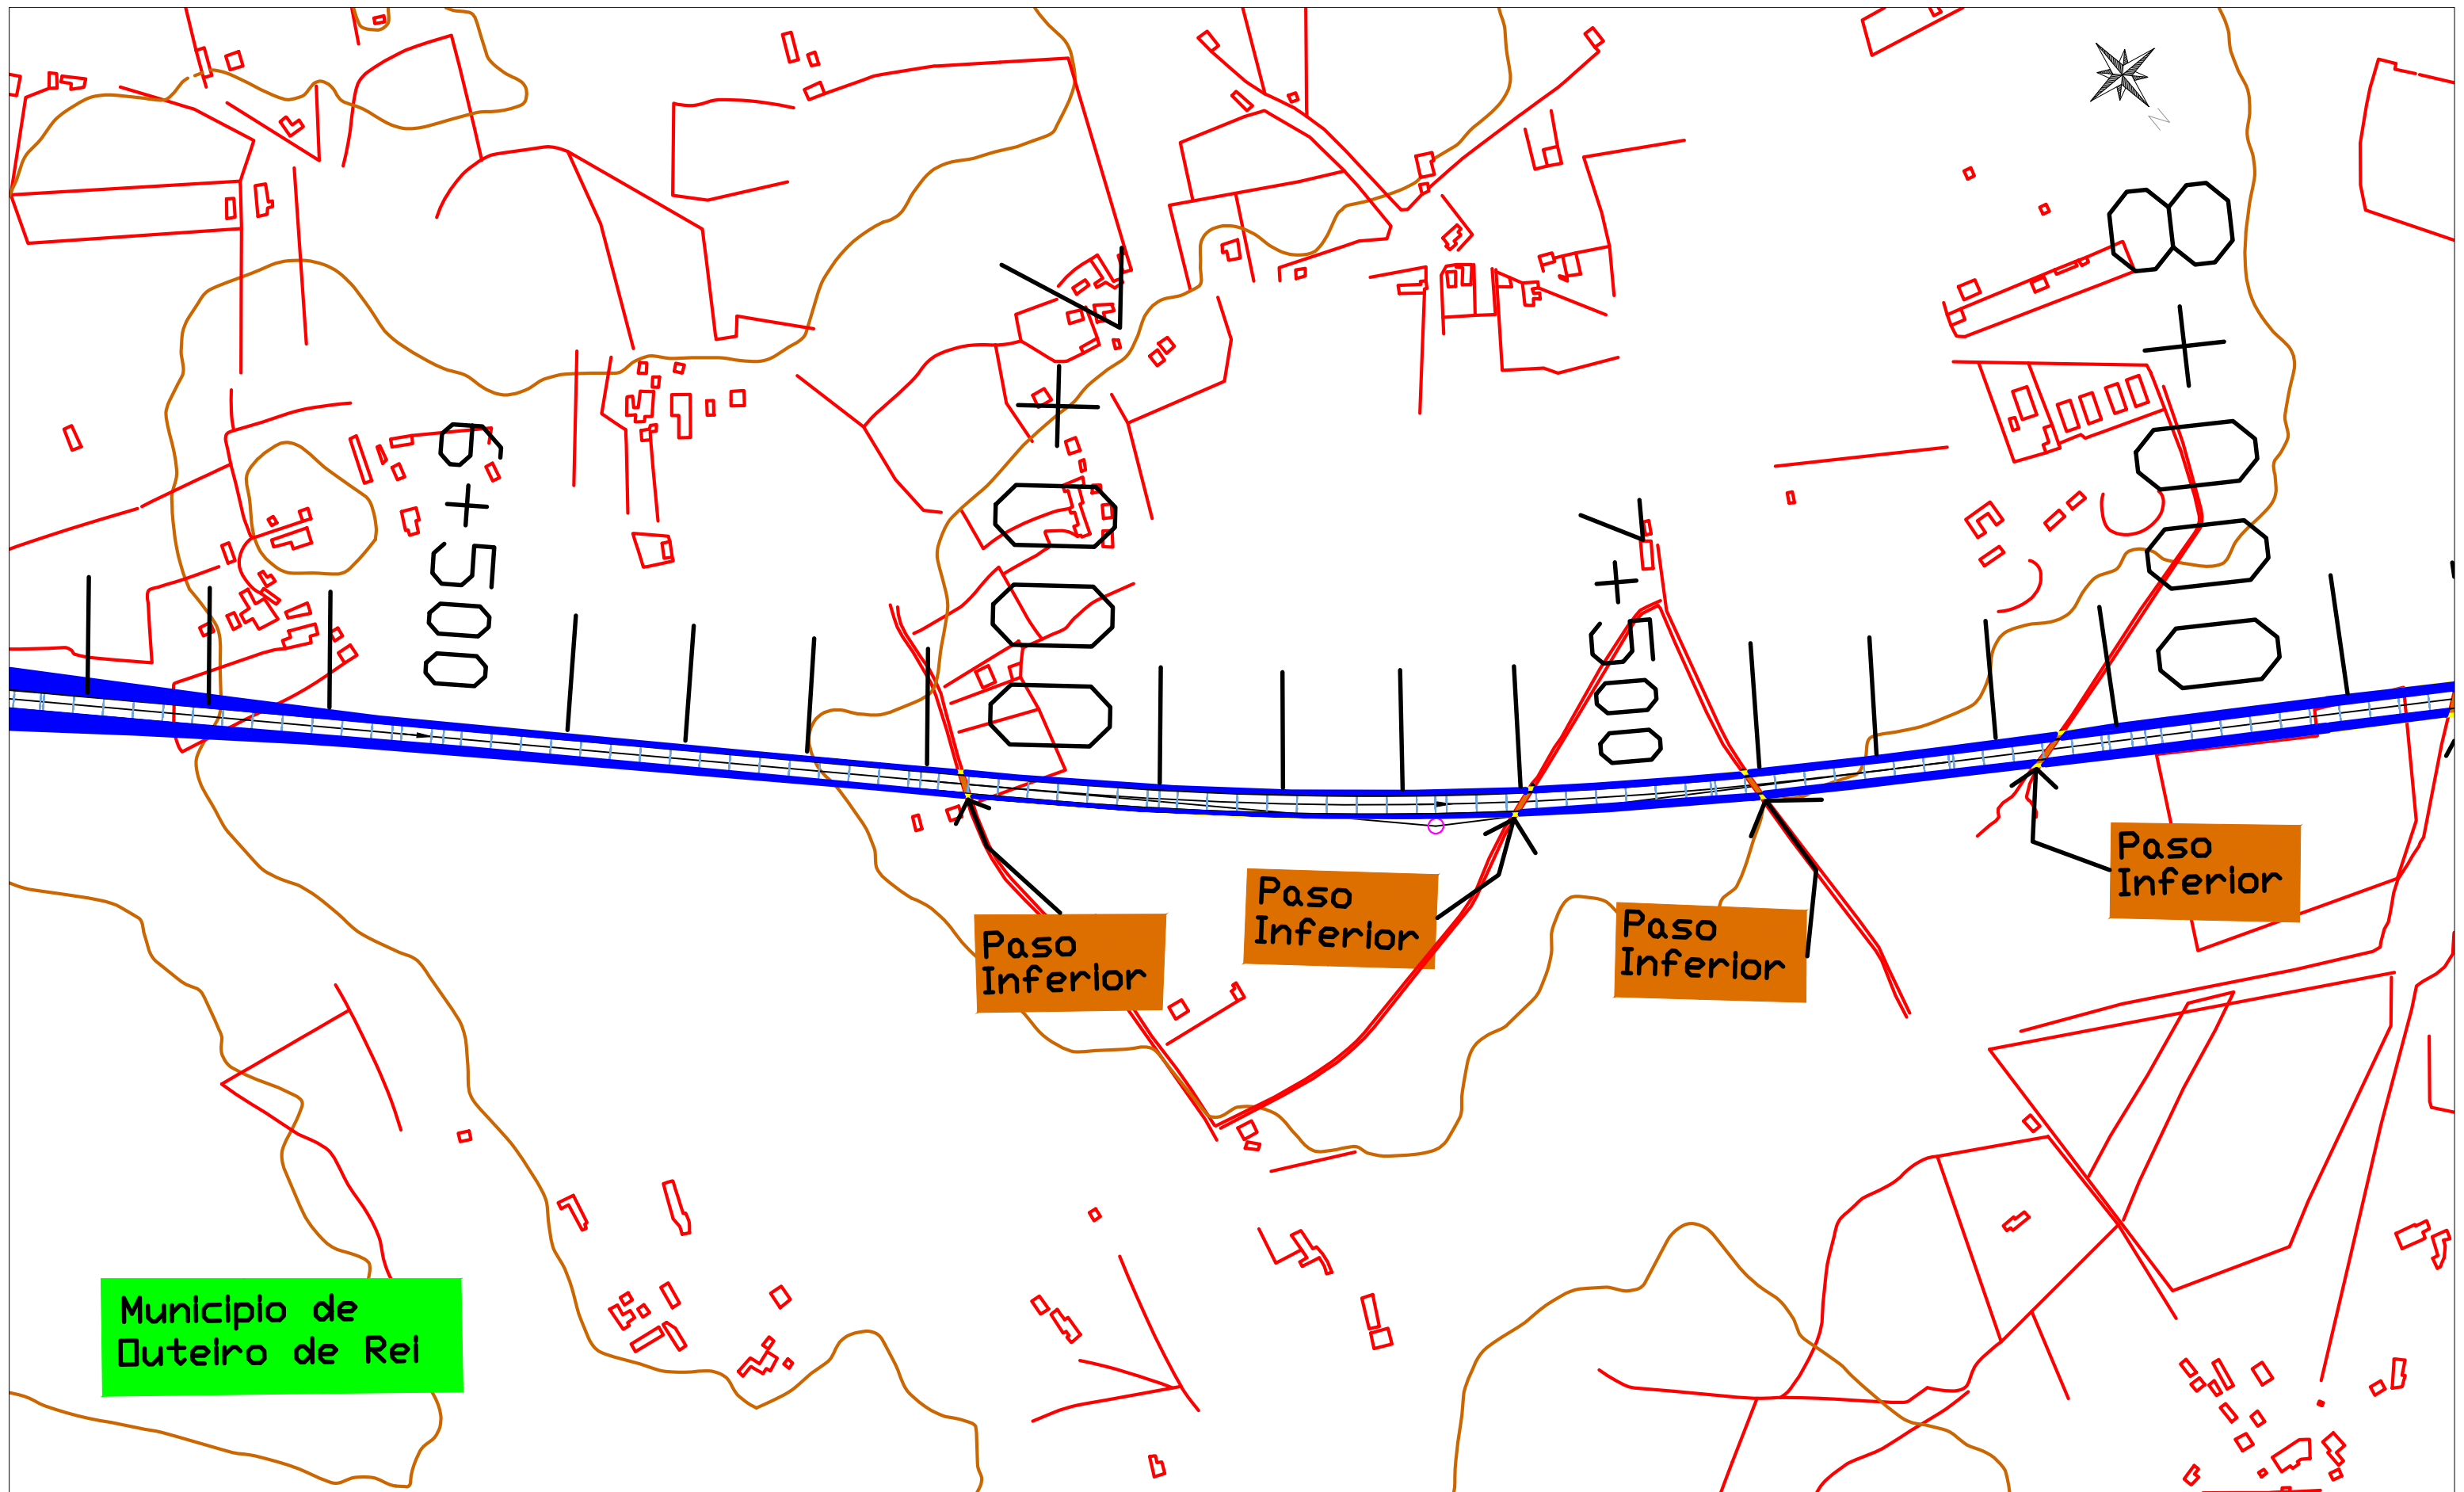 6+500
7+000
7+500
8+000
Paso
Inferior
Paso
Inferior
Paso
Inferior
Paso
Inferior
Municipio de
Outeiro de Rei